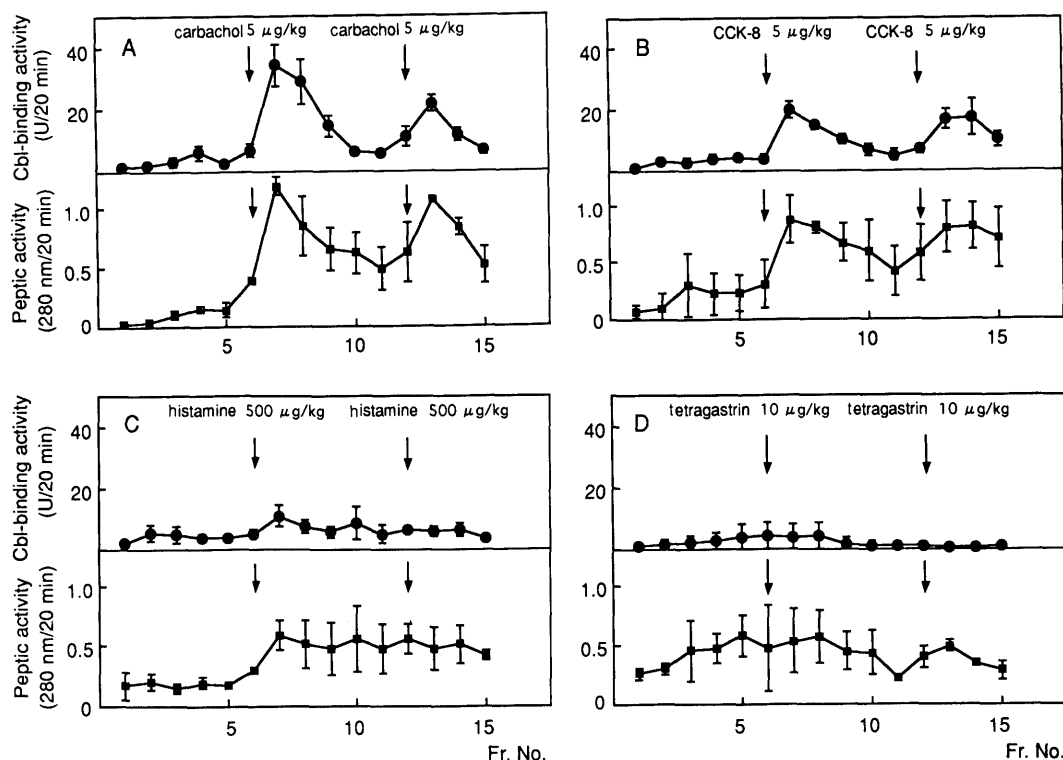 A
carbachol 5 μg/kg carbachol 5 μg/kg
Cbl-binding activity
(U/20 min)
40
20
Peptic activity
(280 nm/20 min)
1.0
0.5
0
5 10 15
B
CCK-8 5 μg/kg CCK-8 5 μg/kg
40
20
1.0
0.5
0
5 10 15
C
histamine 500 μg/kg histamine 500 μg/kg
Cbl-binding activity
(U/20 min)
40
20
Peptic activity
(280 nm/20 min)
1.0
0.5
0
5 10 15
Fr. No.
D
tetragastrin 10 μg/kg tetragastrin 10 μg/kg
40
20
1.0
0.5
0
5 10 15
Fr. No.